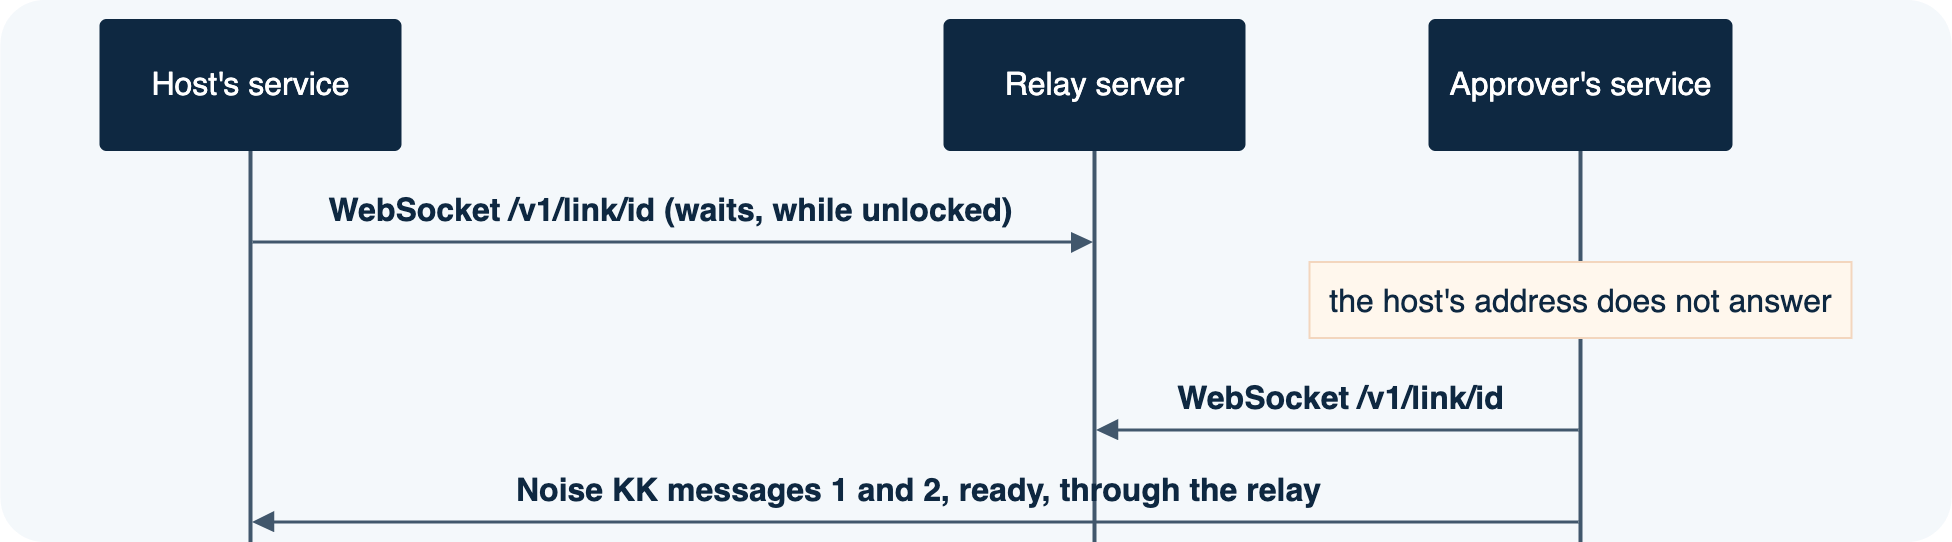 Host's service
Relay server
Approver's service
WebSocket /v1/link/id (waits, while unlocked)
the host's address does not answer
WebSocket /v1/link/id
Noise KK messages 1 and 2, ready, through the relay